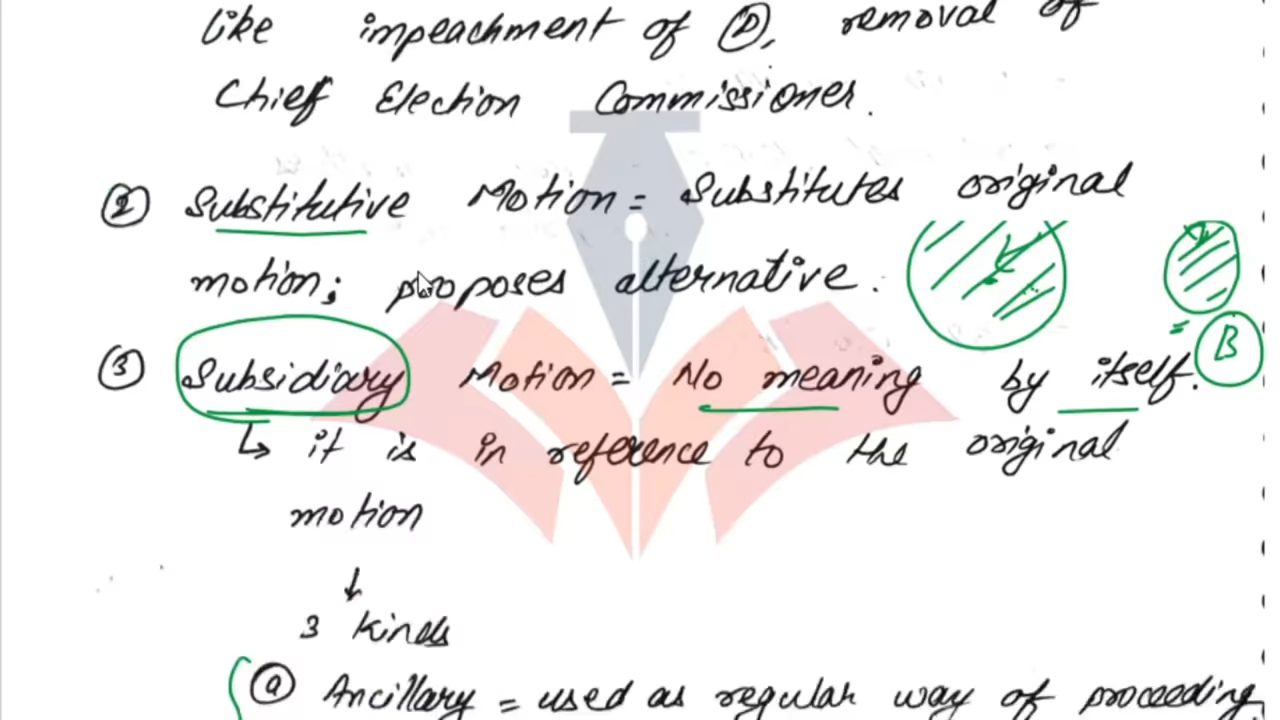 like impeachment of Ⓟ, removal of
Chief Election Commissioner.
② Substitutive Motion = Substitutes original
motion; proposes alternative.
③ Subsidiary Motion = No meaning by itself.
= B
↳ it is in reference to the original
motion
↓
3 kinds
ⓐ Ancillary = used as regular way of proceeding